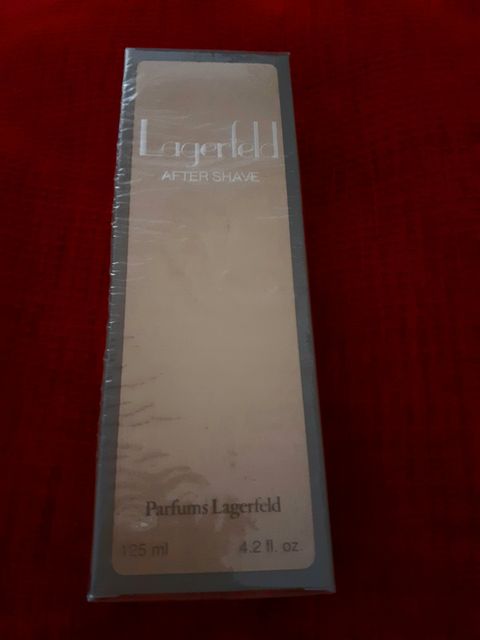 Lagerfeld
AFTER SHAVE
Parfums Lagerfeld
125 ml 4.2 fl. oz.